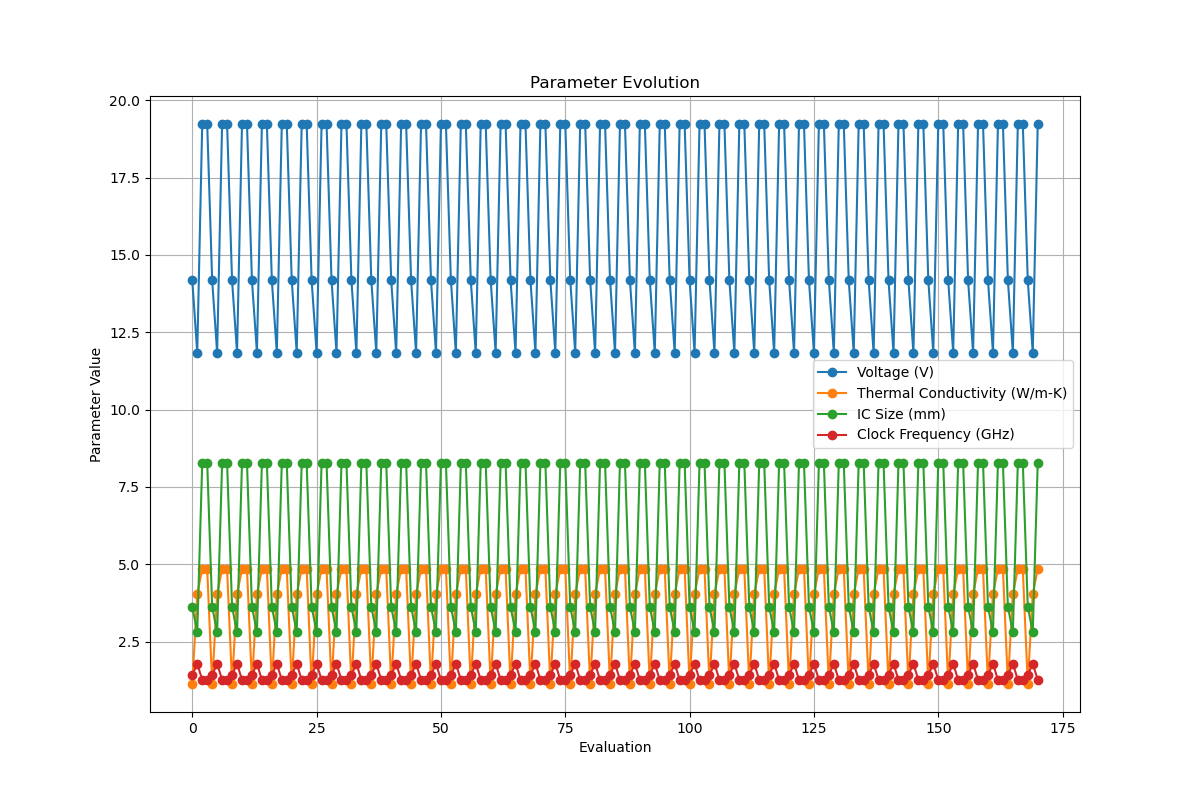 Parameter Evolution
20.0
17.5
15.0
12.5
10.0
7.5
5.0
2.5
Parameter Value
Voltage (V)
Thermal Conductivity (W/m-K)
IC Size (mm)
Clock Frequency (GHz)
0 25 50 75 100 125 150 175
Evaluation